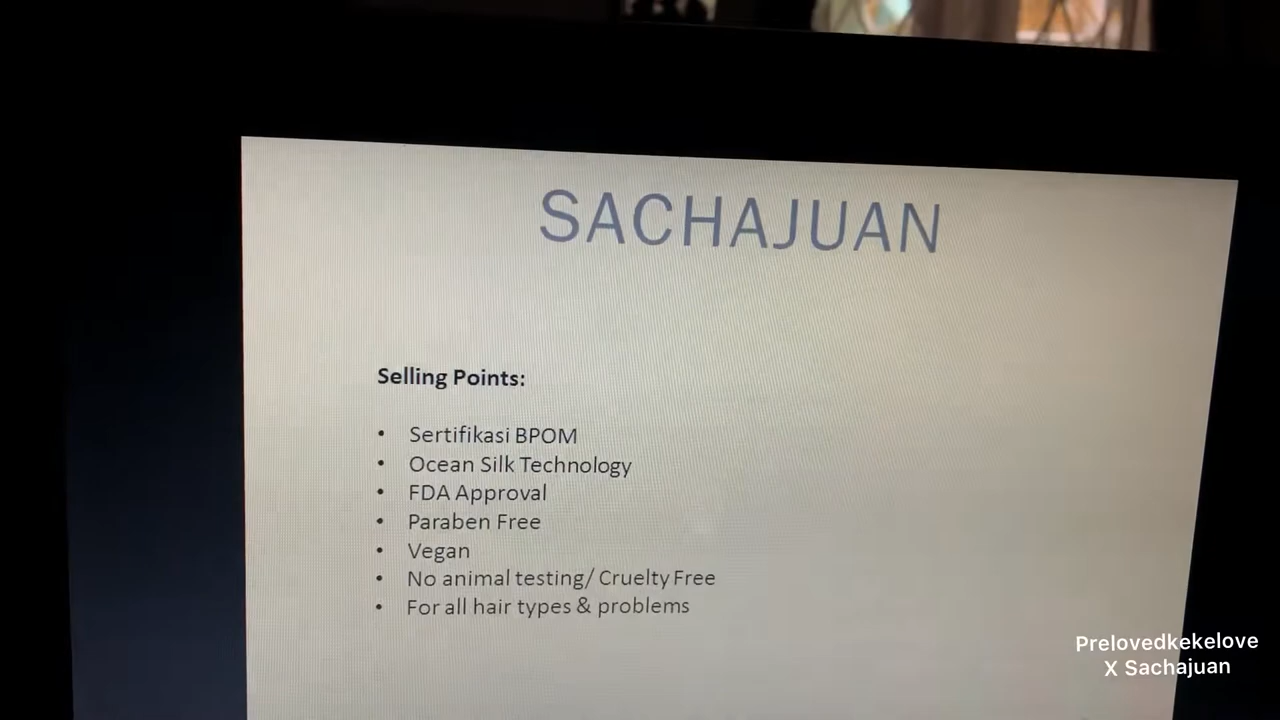 SACHAJUAN
Selling Points:
• Sertifikasi BPOM
• Ocean Silk Technology
• FDA Approval
• Paraben Free
• Vegan
• No animal testing/ Cruelty Free
• For all hair types & problems
Prelovedkekelove
X Sachajuan